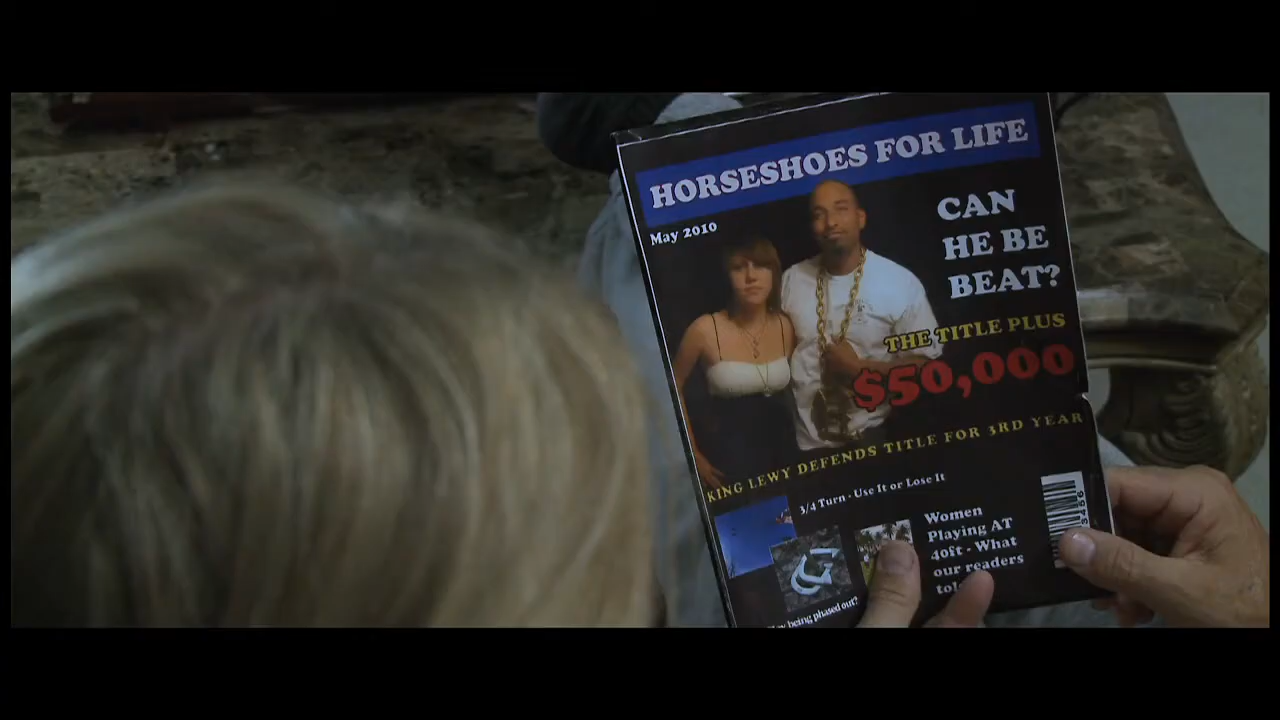 HORSESHOES FOR LIFE
May 2010
CAN
HE BE
BEAT?
THE TITLE PLUS
$50,000
KING LEWY DEFENDS TITLE FOR 3RD YEAR
3/4 Turn - Use It or Lose It
Women
Playing AT
40ft - What
our readers
being phased out?